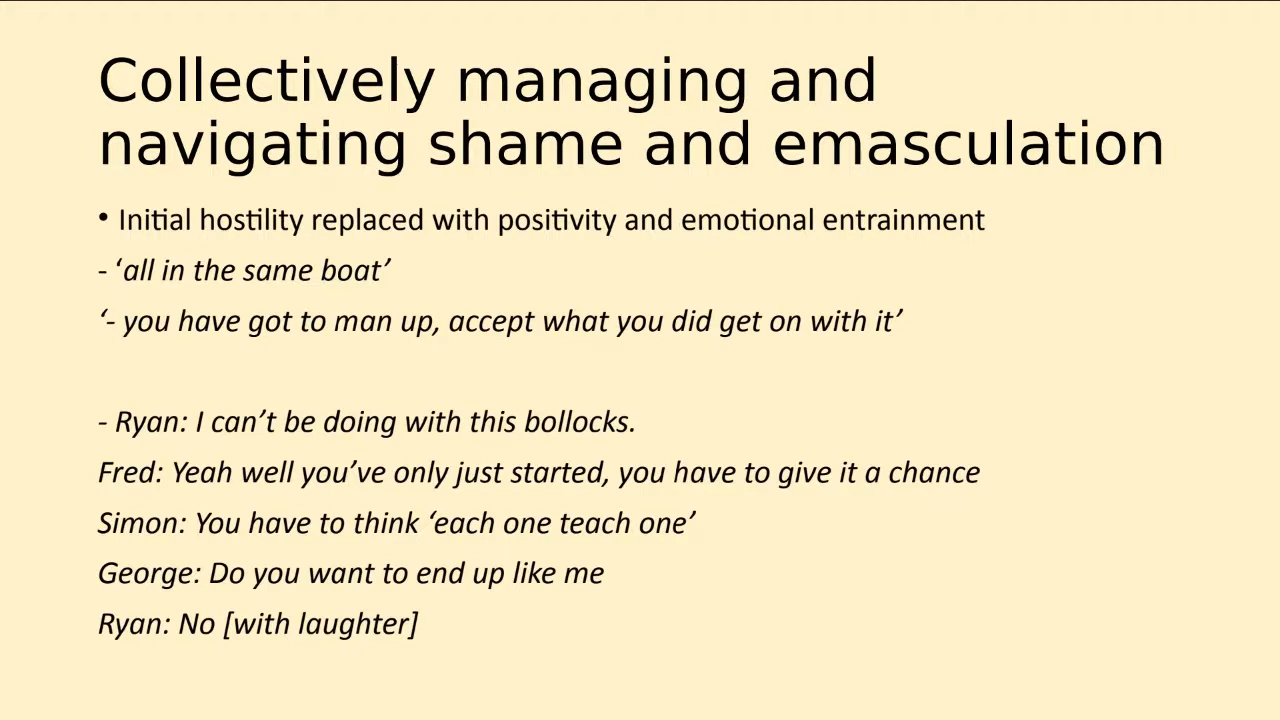 Collectively managing and
navigating shame and emasculation
• Initial hostility replaced with positivity and emotional entrainment
- ‘all in the same boat’
‘- you have got to man up, accept what you did get on with it’
- Ryan: I can’t be doing with this bollocks.
Fred: Yeah well you’ve only just started, you have to give it a chance
Simon: You have to think ‘each one teach one’
George: Do you want to end up like me
Ryan: No [with laughter]